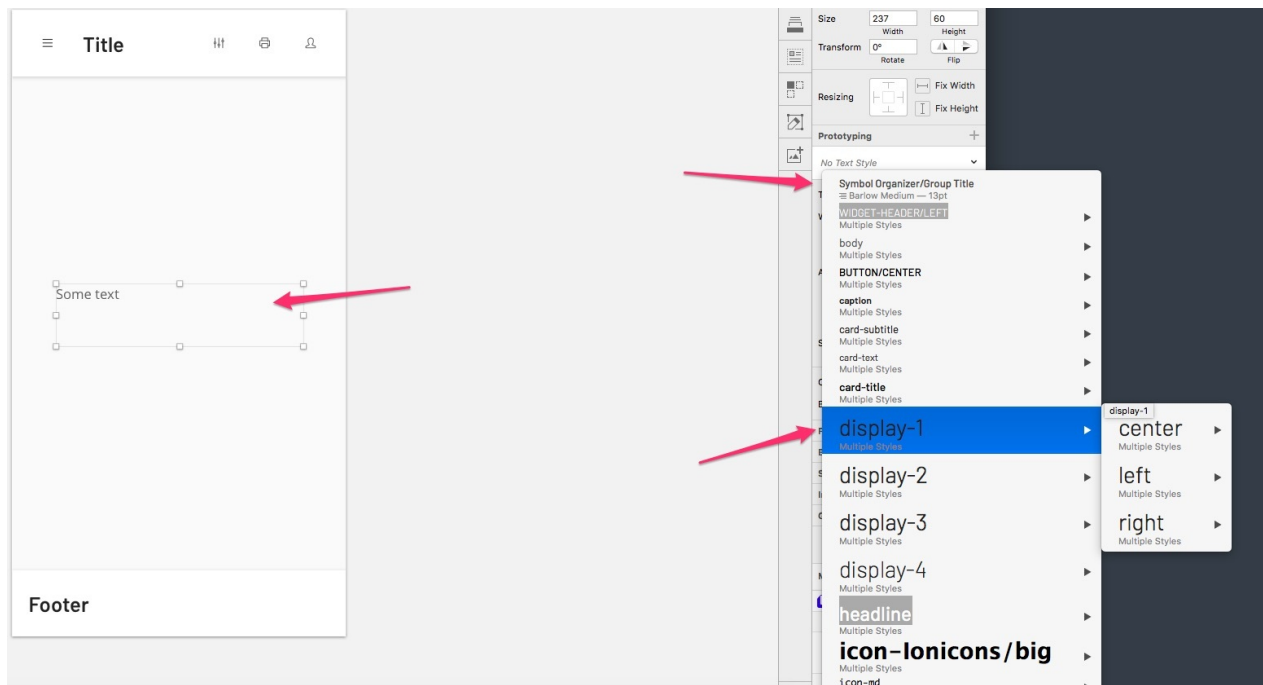 Title
Some text
Footer
Size
237
60
Width
Height
Transform
0°
Rotate
Flip
Resizing
Fix Width
Fix Height
Prototyping
No Text Style
Symbol Organizer/Group Title
Barlow Medium — 13pt
WIDGET-HEADER/LEFT
Multiple Styles
body
Multiple Styles
BUTTON/CENTER
Multiple Styles
caption
Multiple Styles
card-subtitle
Multiple Styles
card-text
Multiple Styles
card-title
Multiple Styles
display-1
Multiple Styles
display-2
Multiple Styles
display-3
Multiple Styles
display-4
Multiple Styles
headline
Multiple Styles
icon-Ionicons/big
Multiple Styles
icon-md
display-1
center
Multiple Styles
left
Multiple Styles
right
Multiple Styles